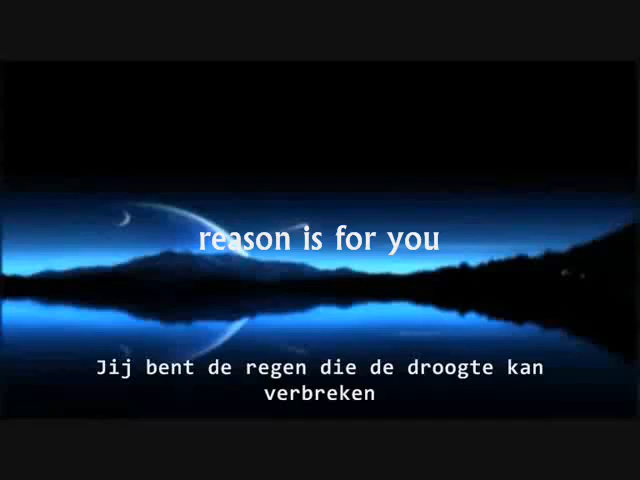 reason is for you
Jij bent de regen die de droogte kan
verbreken